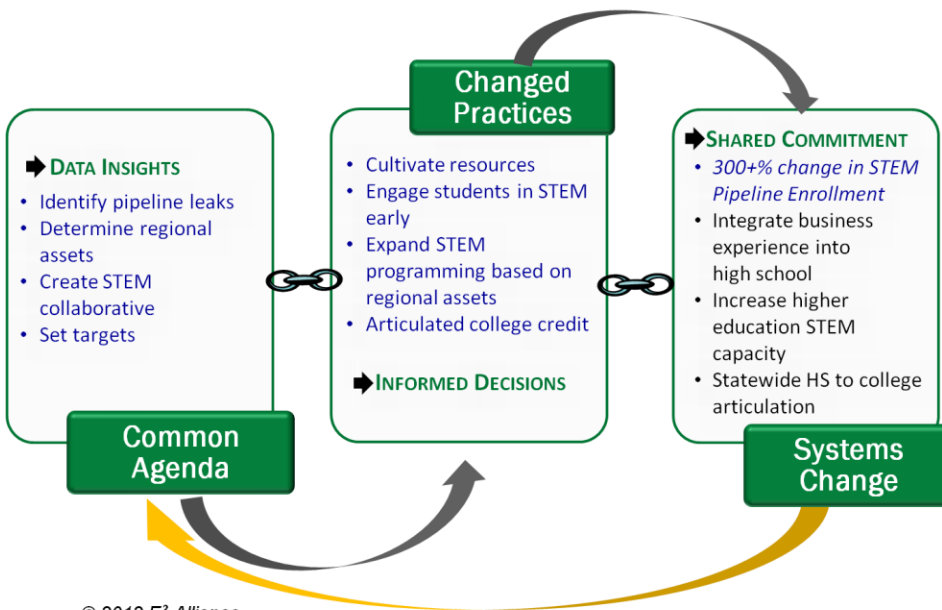 Changed
Practices
DATA INSIGHTS
• Identify pipeline leaks
• Determine regional
assets
• Create STEM
collaborative
• Set targets
Common
Agenda
• Cultivate resources
• Engage students in STEM
early
• Expand STEM
programming based on
regional assets
• Articulated college credit
INFORMED DECISIONS
SHARED COMMITMENT
• 300+% change in STEM
Pipeline Enrollment
• Integrate business
experience into
high school
• Increase higher
education STEM
capacity
• Statewide HS to college
articulation
Systems
Change